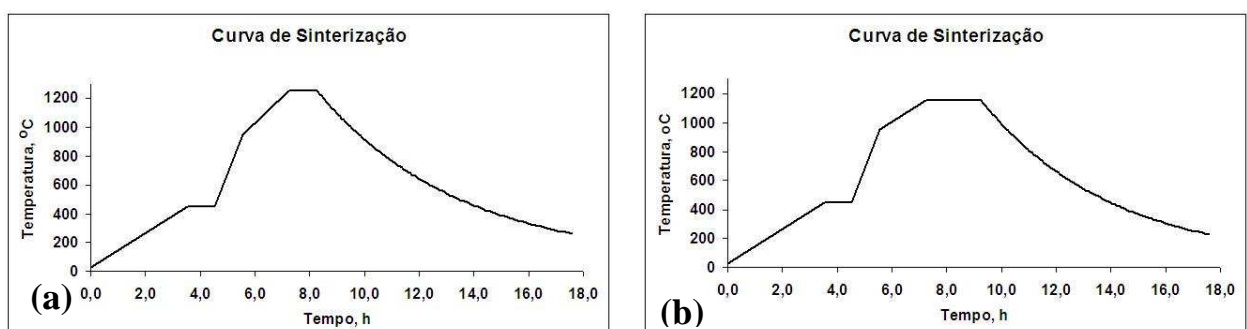 Curva de Sinterização
Temperatura, °C
1200
1000
800
600
400
200
0
0,0 2,0 4,0 6,0 8,0 10,0 12,0 14,0 16,0 18,0
Tempo, h
(a)
Curva de Sinterização
Temperatura, oC
1200
1000
800
600
400
200
0
0,0 2,0 4,0 6,0 8,0 10,0 12,0 14,0 16,0 18,0
Tempo, h
(b)